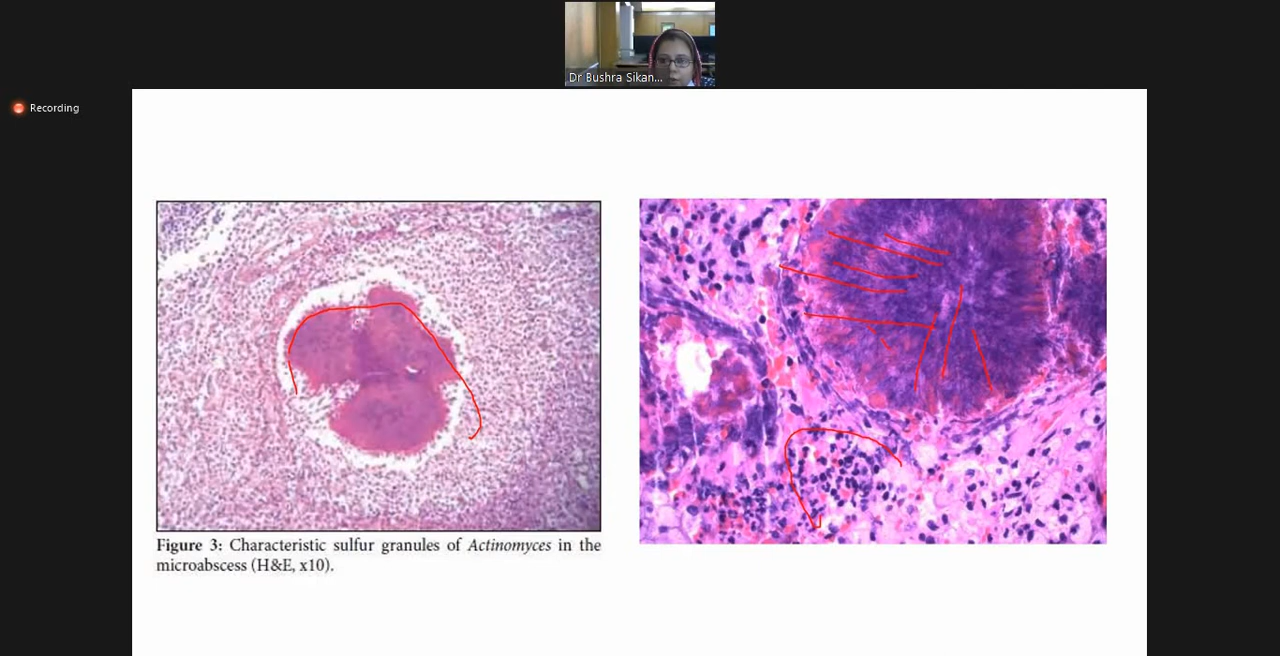 Dr Bushra Sikan...
Recording
Figure 3: Characteristic sulfur granules of Actinomyces in the
microabscess (H&E, x10).